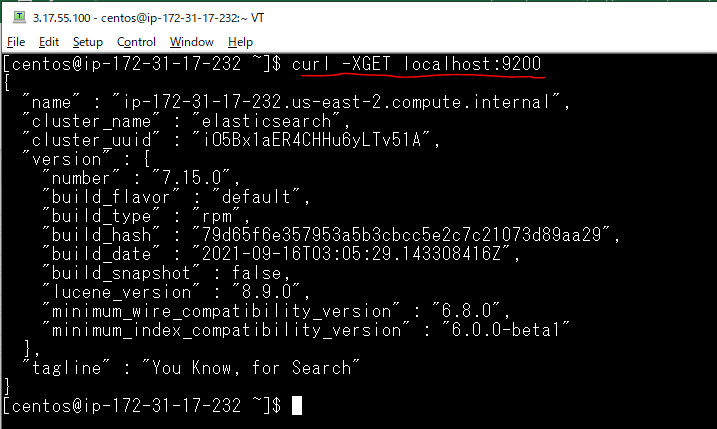 3.17.55.100 - centos@ip-172-31-17-232:~ VT
File Edit Setup Control Window Help
[centos@ip-172-31-17-232 ~]$ curl -XGET localhost:9200
{
  "name" : "ip-172-31-17-232.us-east-2.compute.internal",
  "cluster_name" : "elasticsearch",
  "cluster_uuid" : "iO5Bx1aER4CHHu6yLTv51A",
  "version" : {
    "number" : "7.15.0",
    "build_flavor" : "default",
    "build_type" : "rpm",
    "build_hash" : "79d65f6e357953a5b3cbcc5e2c7c21073d89aa29",
    "build_date" : "2021-09-16T03:05:29.143308416Z",
    "build_snapshot" : false,
    "lucene_version" : "8.9.0",
    "minimum_wire_compatibility_version" : "6.8.0",
    "minimum_index_compatibility_version" : "6.0.0-beta1"
  },
  "tagline" : "You Know, for Search"
}
[centos@ip-172-31-17-232 ~]$